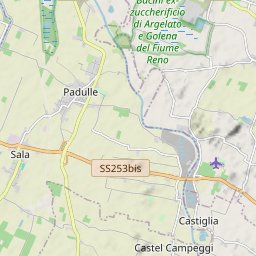 Bacini ex-
zuccherificio
di Argelato
e Golena
del Fiume
Reno
Padulle
Sala
SS253bis
Castiglia
Castel Campeggi